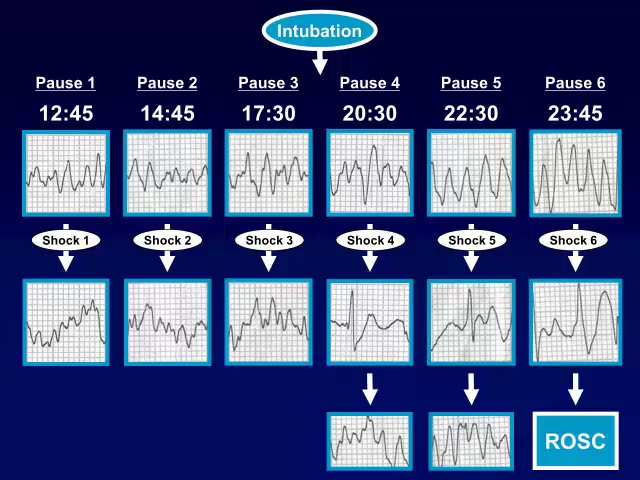 Intubation
Pause 1 Pause 2 Pause 3 Pause 4 Pause 5 Pause 6
12:45 14:45 17:30 20:30 22:30 23:45
Shock 1 Shock 2 Shock 3 Shock 4 Shock 5 Shock 6
ROSC